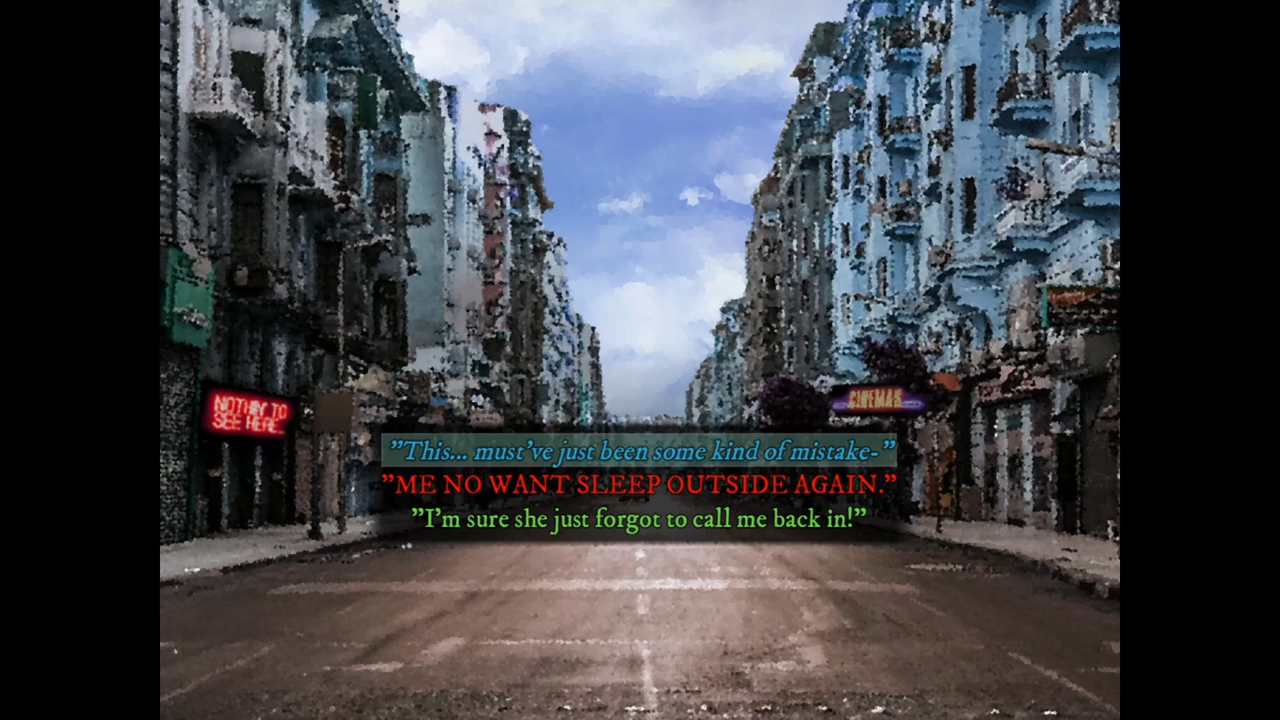 NOTHIN TO
SEE HERE
CINEMAS
"This... must've just been some kind of mistake-"
"ME NO WANT SLEEP OUTSIDE AGAIN."
"I'm sure she just forgot to call me back in!"